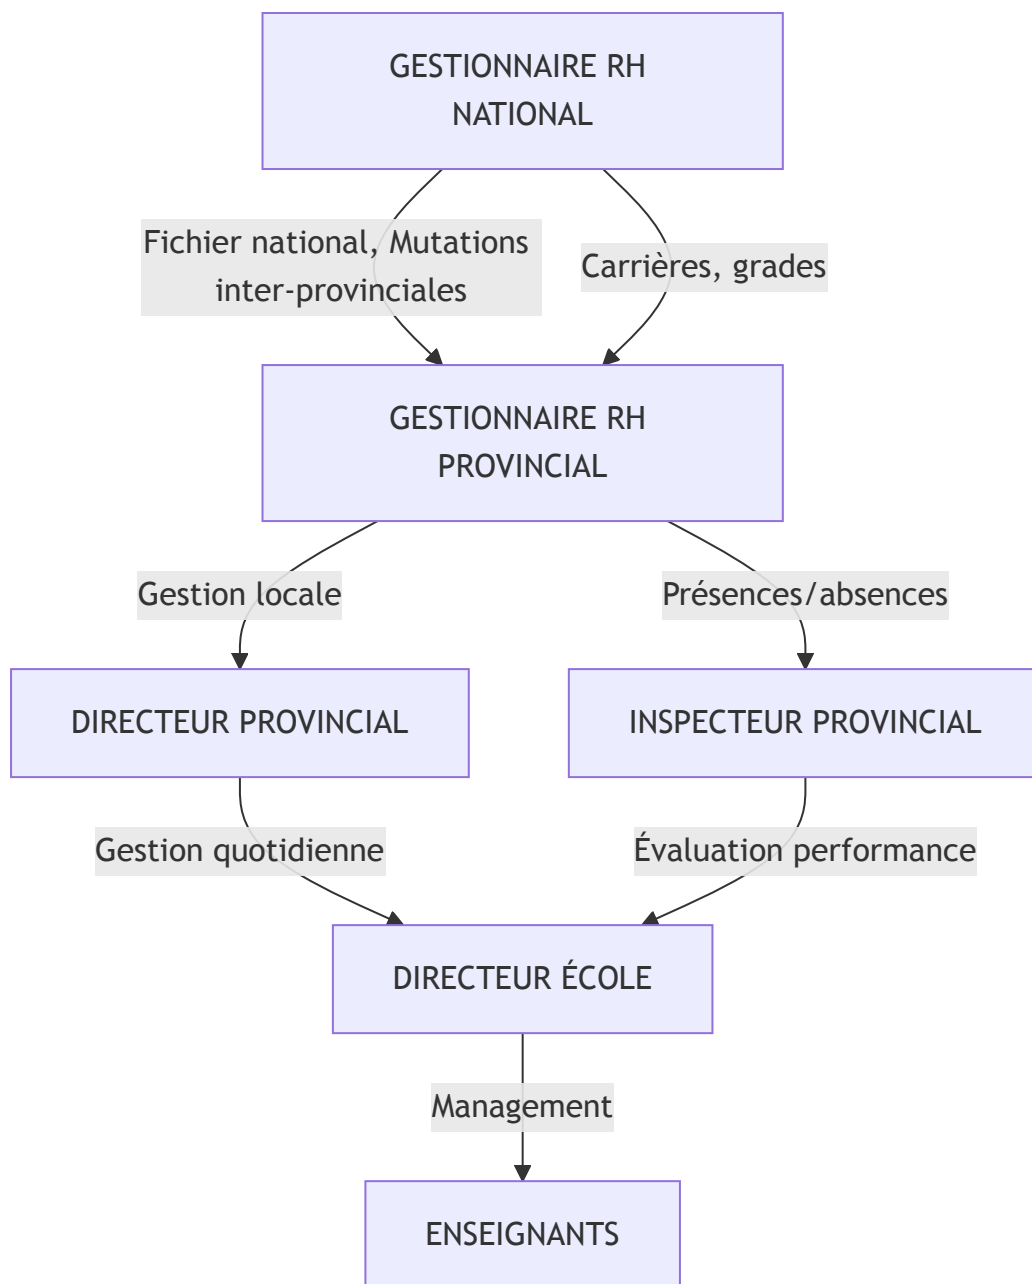 GESTIONNAIRE RH
NATIONAL
Fichier national, Mutations
inter-provinciales
Carrières, grades
GESTIONNAIRE RH
PROVINCIAL
Gestion locale
Présences/absences
DIRECTEUR PROVINCIAL
INSPECTEUR PROVINCIAL
Gestion quotidienne
Évaluation performance
DIRECTEUR ÉCOLE
Management
ENSEIGNANTS